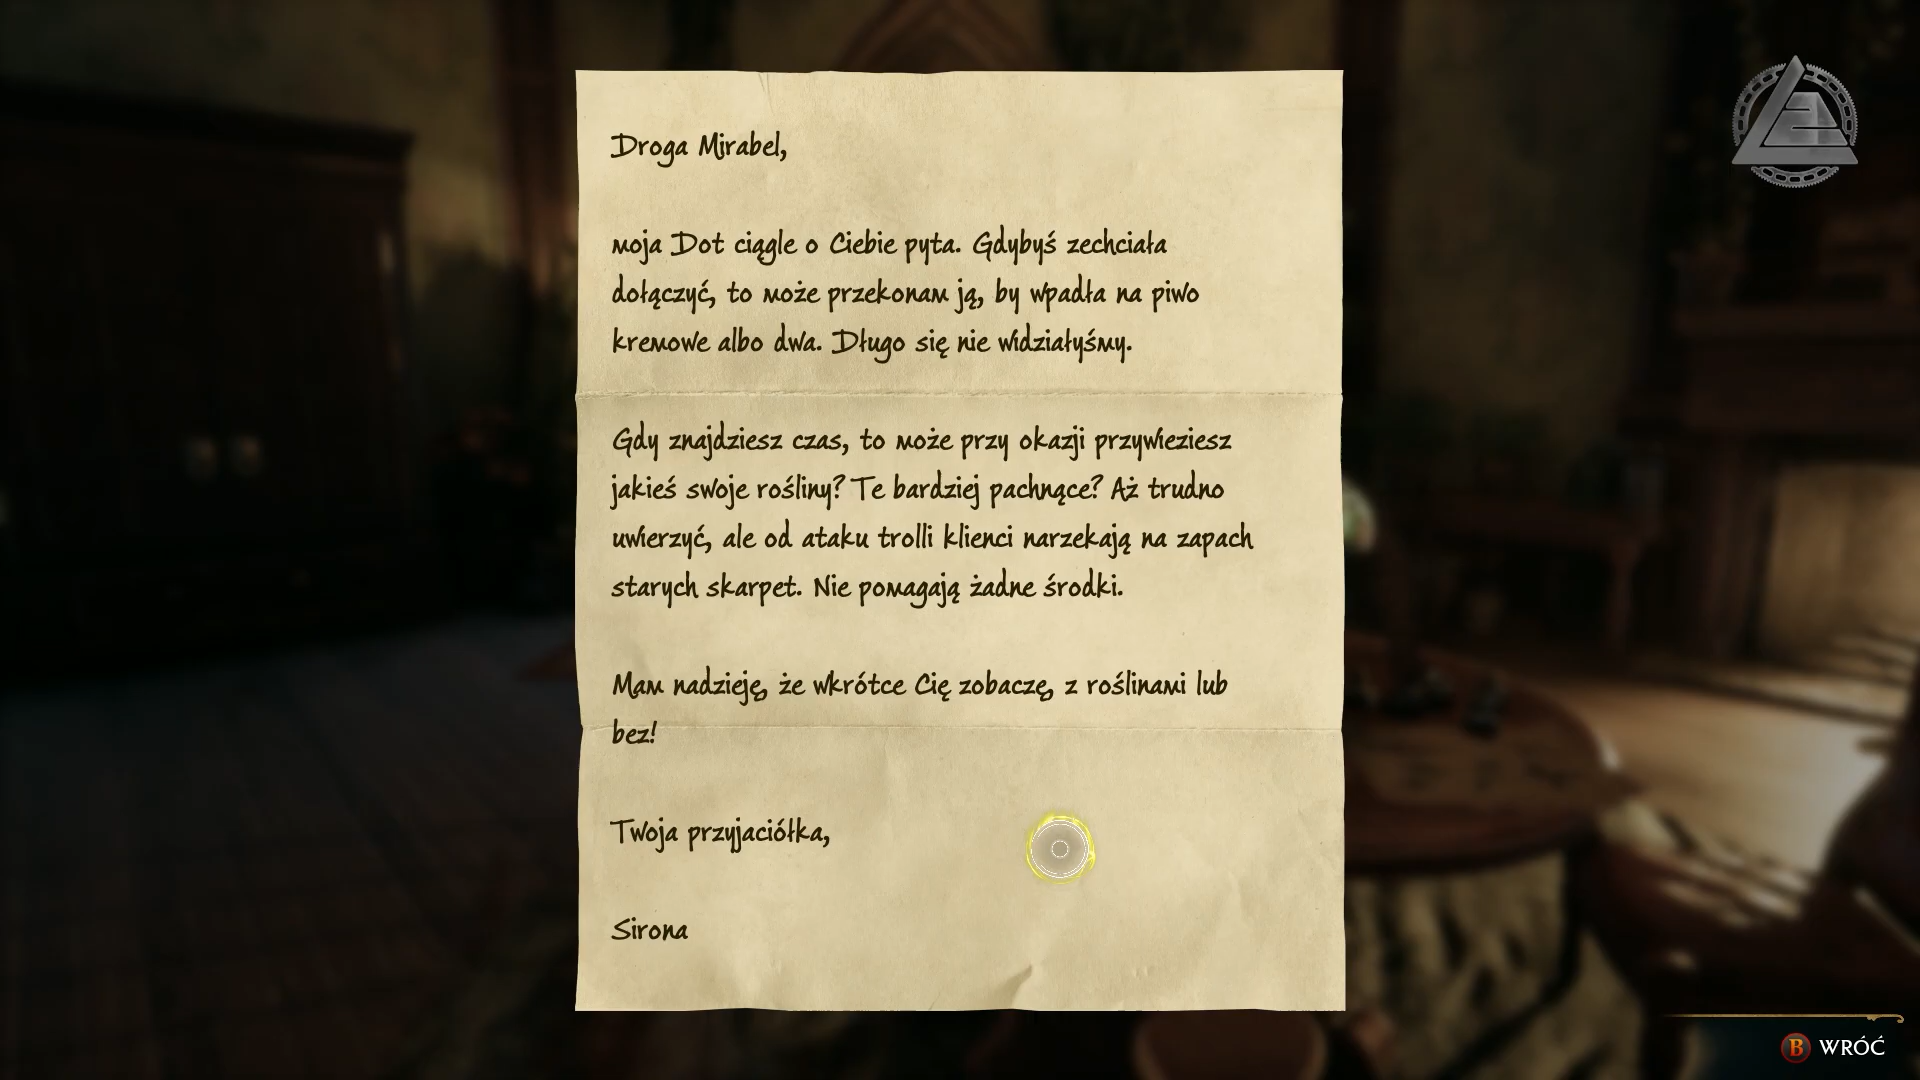 Droga Mirabel,
moja Dot ciągle o Ciebie pyta. Gdybyś zechciała
dołączyć, to może przekonam ją, by wpadła na piwo
kremowe albo dwa. Długo się nie widziałyśmy.
Gdy znajdziesz czas, to może przy okazji przywieziesz
jakieś swoje rośliny? Te bardziej pachnące? Aż trudno
uwierzyć, ale od ataku trolli klienci narzekają na zapach
starych skarpet. Nie pomagają żadne środki.
Mam nadzieję, że wkrótce Cię zobaczę, z roślinami lub
bez!
Twoja przyjaciółka,
Sirona
B WRÓĆ